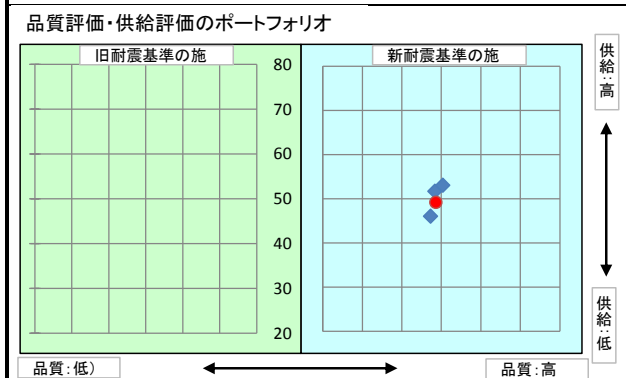 品質評価・供給評価のポートフォリオ
旧耐震基準の施
新耐震基準の施
供給:高
80
70
60
50
40
30
20
供給:低
品質:低）
品質:高